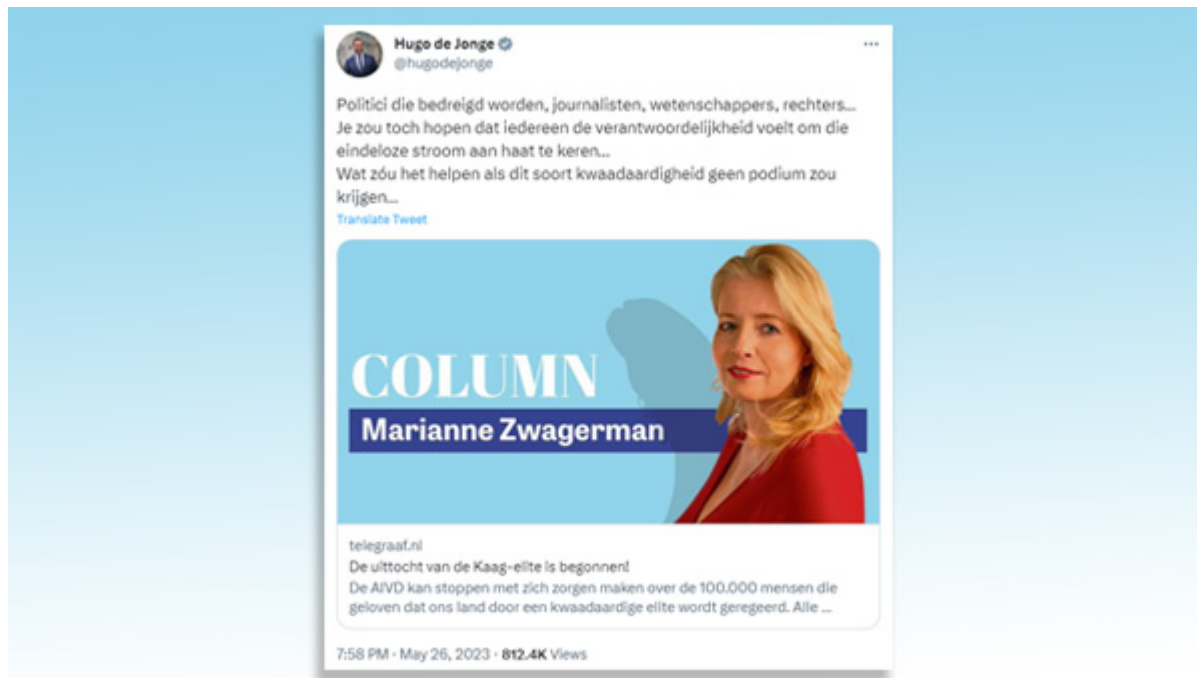 Hugo de Jonge
@hugodejonge
Politici die bedreigd worden, journalisten, wetenschappers, rechters...
Je zou toch hopen dat iedereen de verantwoordelijkheid voelt om die
eindeloze stroom aan haat te keren...
Wat zóu het helpen als dit soort kwaadaardigheid geen podium zou
krijgen...
Translate Tweet
COLUMN
Marianne Zwagerman
telegraaf.nl
De uittocht van de Kaag-elite is begonnen!
De AIVD kan stoppen met zich zorgen maken over de 100.000 mensen die
geloven dat ons land door een kwaadaardige elite wordt geregeerd. Alle ...
7:58 PM · May 26, 2023 · 812.4K Views